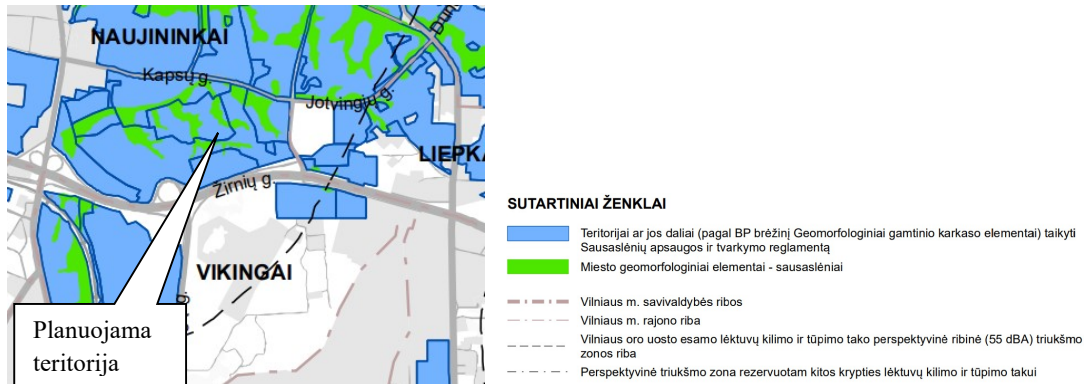 NAUJININKAI
Kapsų g.
Jotvingių g.
Žirnių g.
VIKINGAI
g.
Planuojama
teritorija
SUTARTINIAI ŽENKLAI
Teritorijai ar jos daliai (pagal BP brėžinį Geomorfologiniai gamtinio karkaso elementai) taikyti
Sausaslėnių apsaugos ir tvarkymo reglamentą
Miesto geomorfologiniai elementai - sausaslėniai
Vilniaus m. savivaldybės ribos
Vilniaus m. rajono riba
Vilniaus oro uosto esamo lėktuvų kilimo ir tūpimo tako perspektyvinė ribinė (55 dBA) triukšmo
zonos riba
Perspektyvinė triukšmo zona rezervuotam kitos krypties lėktuvų kilimo ir tūpimo takui